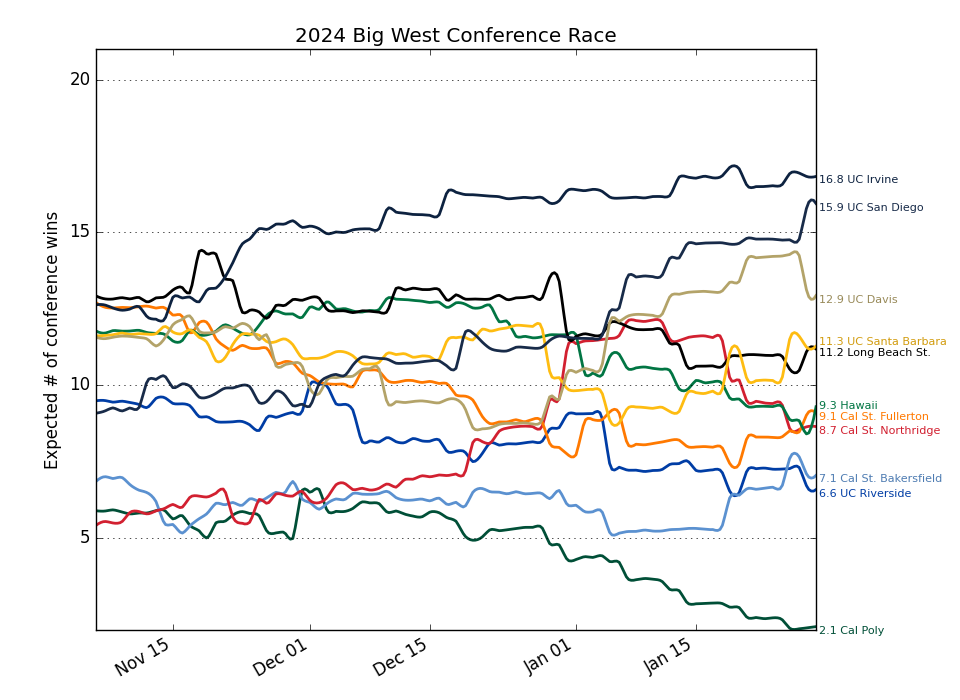 2024 Big West Conference Race
Expected # of conference wins
20
15
10
5
16.8 UC Irvine
15.9 UC San Diego
12.9 UC Davis
11.3 UC Santa Barbara
11.2 Long Beach St.
9.3 Hawaii
9.1 Cal St. Fullerton
8.7 Cal St. Northridge
7.1 Cal St. Bakersfield
6.6 UC Riverside
2.1 Cal Poly
Nov 15
Dec 01
Dec 15
Jan 01
Jan 15